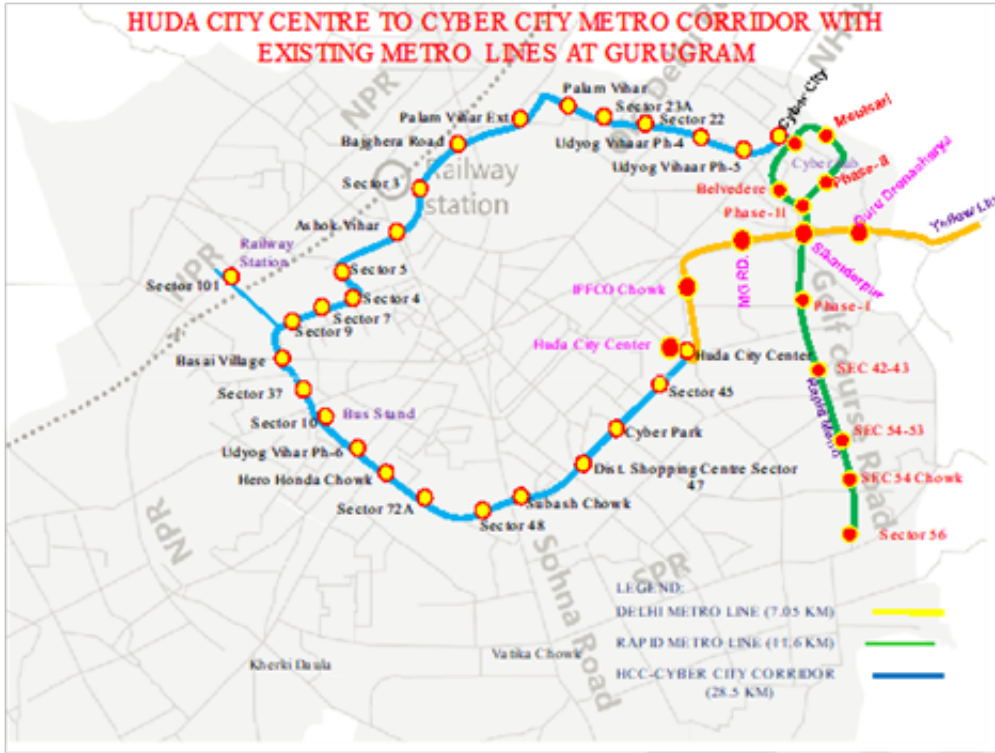 HUDA CITY CENTRE TO CYBER CITY METRO CORRIDOR WITH
EXISTING METRO LINES AT GURUGRAM
NPR
Palam Vihar
Sector 23A
Sector 22
Palam Vihar Ext
Udyog Vihaar Ph-4
Udyog Vihaar Ph-5
Cyber City
Moulsari
Bajghera Road
Railway
station
Sector 3
Belvedere
Phase-II
Guru Dronacharya
Ashok Vihar
Railway
Station
Sector 101
NPR
Sector 5
Sector 4
Sector 7
Sector 9
MG RD.
Sikanderpur
IFFCO Chowk
Phase-I
Huda City Center
Huda City Center
Basai Village
Sector 37
Sector 10
Bus Stand
Sector 45
SEC 42-43
Rapid Metro
Golf course Road
Udyog Vihar Ph-6
Cyber Park
SEC 54-53
Hero Honda Chowk
Dist. Shopping Centre Sector
47
SEC 54 Chowk
Sector 72A
Subash Chowk
Sector 48
Sector 56
NPR
SPR
Sohna Road
LEGEND:
DELHI METRO LINE (7.05 KM)
RAPID METRO LINE (11.6 KM)
HCC-CYBER CITY CORRIDOR
(28.5 KM)
Kherki Daula
Vatika Chowk